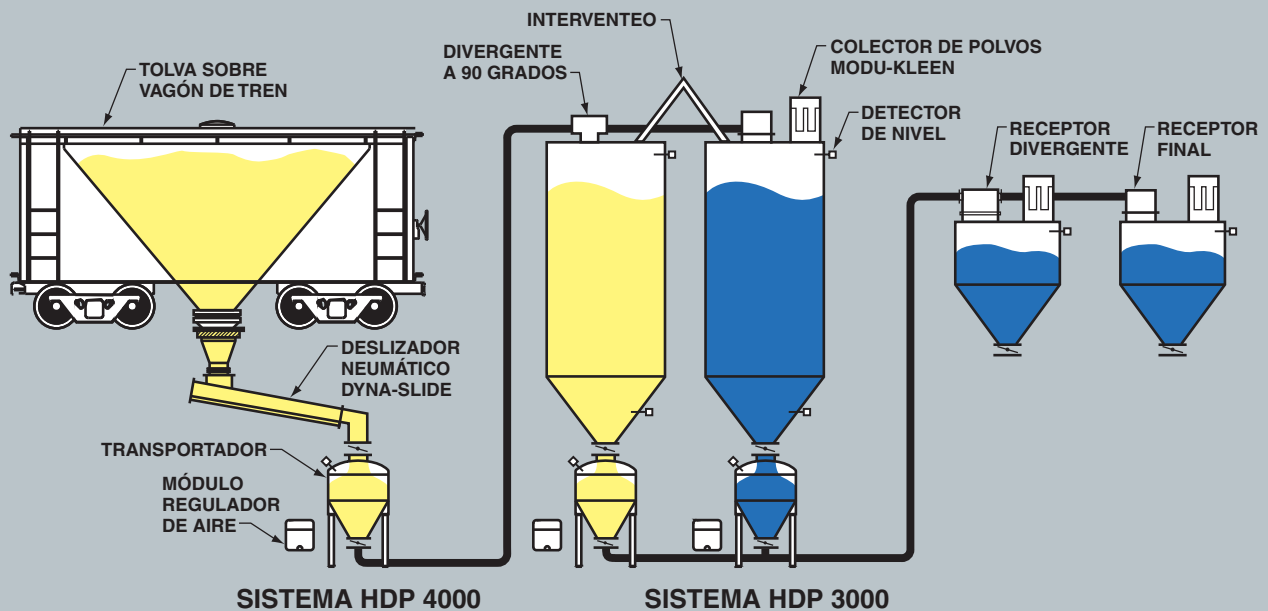 INTERVENTEO
DIVERGENTE
A 90 GRADOS
COLECTOR DE POLVOS
MODU-KLEEN
TOLVA SOBRE
VAGÓN DE TREN
DETECTOR
DE NIVEL
RECEPTOR
DIVERGENTE
RECEPTOR
FINAL
DESLIZADOR
NEUMÁTICO
DYNA-SLIDE
TRANSPORTADOR
MÓDULO
REGULADOR
DE AIRE
SISTEMA HDP 4000
SISTEMA HDP 3000